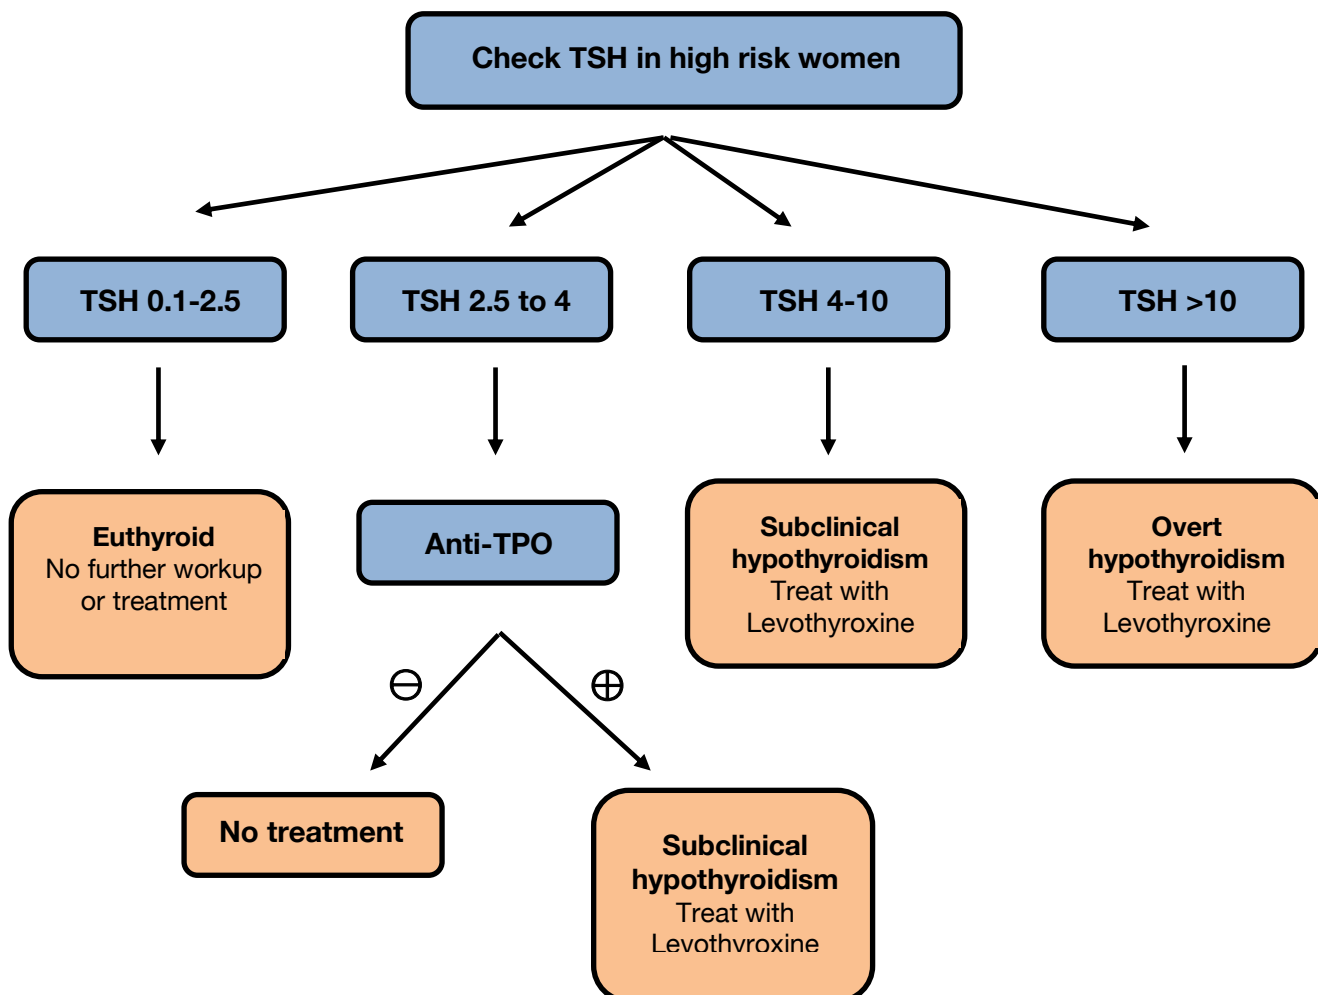 Check TSH in high risk women
TSH 0.1-2.5
TSH 2.5 to 4
TSH 4-10
TSH >10
Euthyroid
No further workup
or treatment
Anti-TPO
Subclinical
hypothyroidism
Treat with
Levothyroxine
Overt
hypothyroidism
Treat with
Levothyroxine
⊖
⊕
No treatment
Subclinical
hypothyroidism
Treat with
Levothyroxine